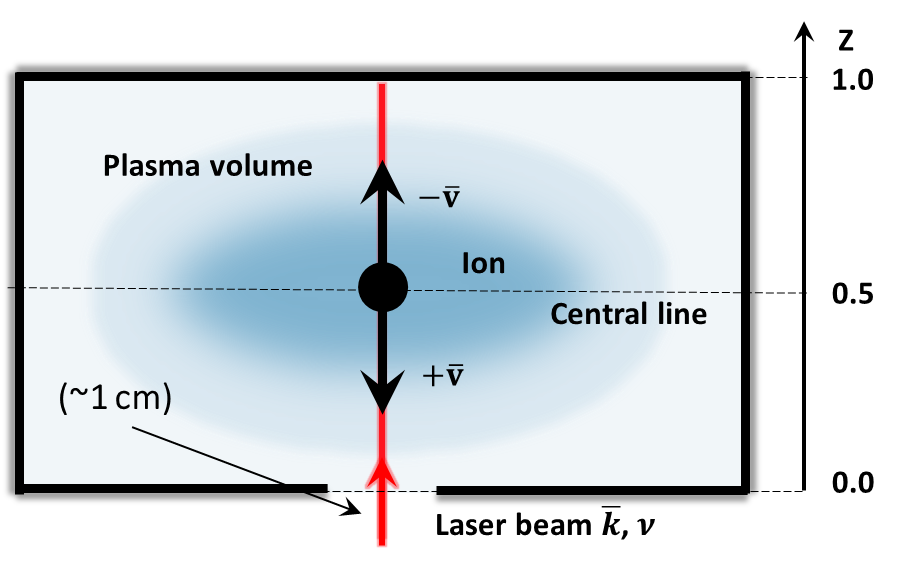 Z
1.0
Plasma volume
−v̄
Ion
0.5
Central line
+v̄
(~1 cm)
0.0
Laser beam k̄, ν